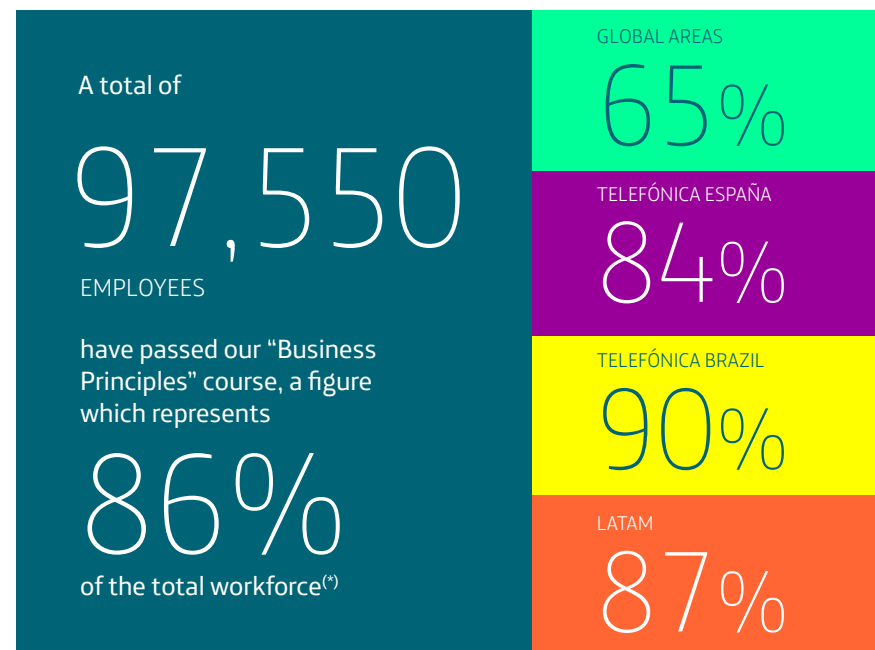 A total of
97,550
EMPLOYEES
have passed our “Business
Principles” course, a figure
which represents
86%
of the total workforce(*)
GLOBAL AREAS
65%
TELEFÓNICA ESPAÑA
84%
TELEFÓNICA BRAZIL
90%
LATAM
87%